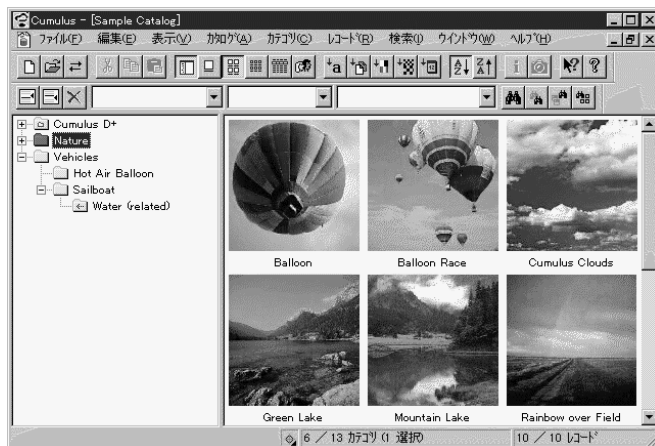 Cumulus - [Sample Catalog]
ファイル(F) 編集(E) 表示(V) カタログ(A) カテゴリ(C) レコード(R) 検索(I) ウインドウ(W) ヘルプ(H)
Cumulus D+
Nature
Vehicles
Hot Air Balloon
Sailboat
Water (related)
Balloon Balloon Race Cumulus Clouds
Green Lake Mountain Lake Rainbow over Field
6 / 13 カテゴリ (1 選択) 10 / 10 レコード